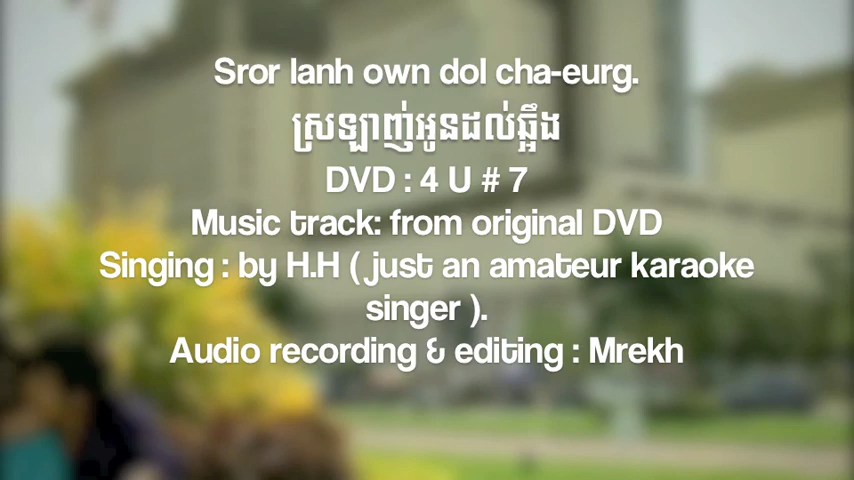 Sror lanh own dol cha-eurg.
ស្រឡាញ់អូនដល់ឆ្អឹង
DVD : 4 U # 7
Music track: from original DVD
Singing : by H.H ( just an amateur karaoke
singer ).
Audio recording & editing : Mrekh